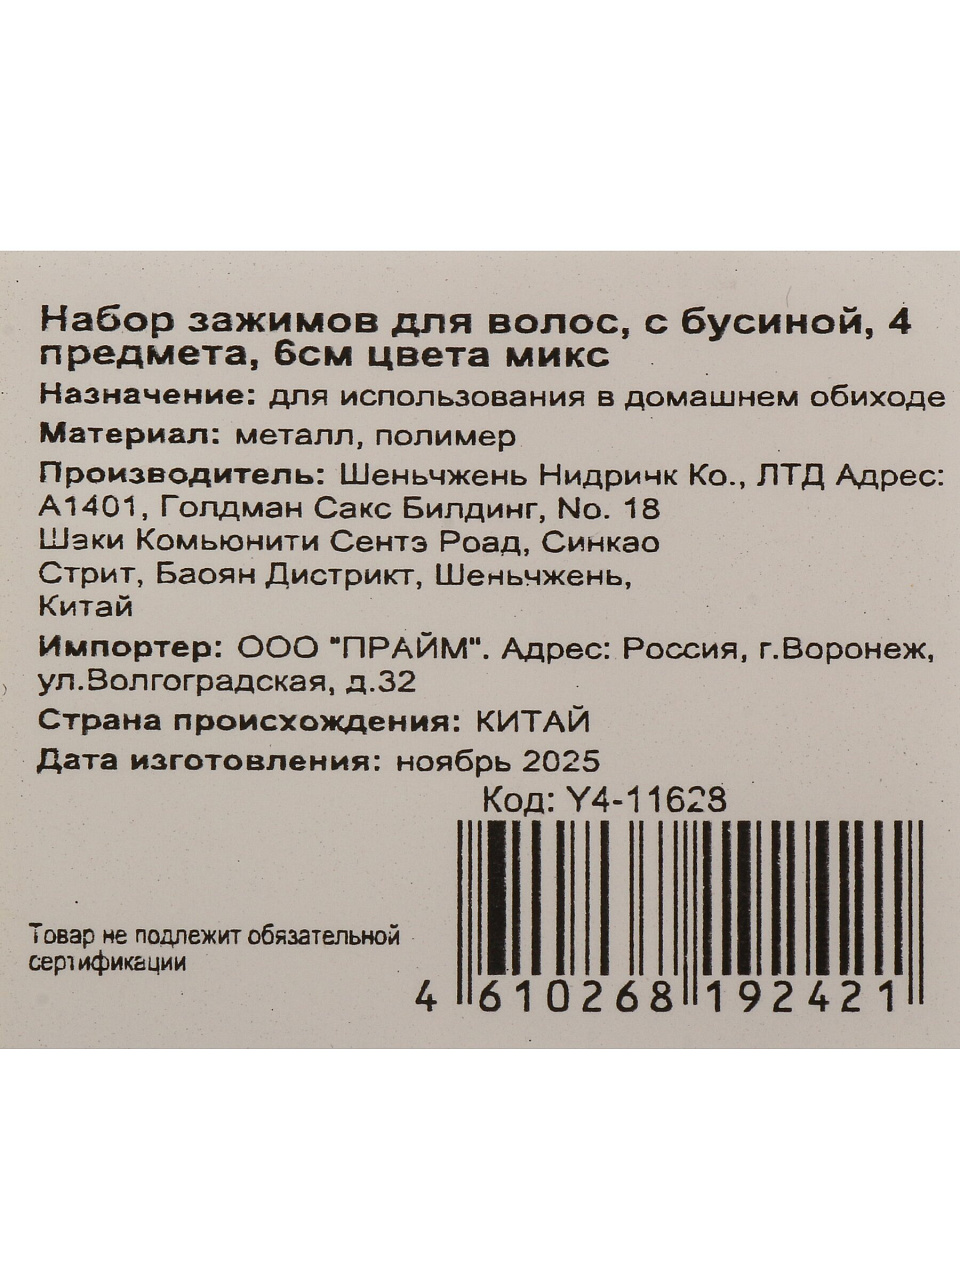 Набор зажимов для волос, с бусиной, 4
предмета, 6см цвета микс
Назначение: для использования в домашнем обиходе
Материал: металл, полимер
Производитель: Шеньчжень Нидринк Ко., ЛТД Адрес:
А1401, Голдман Сакс Билдинг, No. 18
Шэки Комьюнити Сентэ Роад, Синкао
Стрит, Баоян Дистрикт, Шеньчжень,
Китай
Импортер: ООО "ПРАЙМ". Адрес: Россия, г.Воронеж,
ул.Волгоградская, д.32
Страна происхождения: КИТАЙ
Дата изготовления: ноябрь 2025
Код: Y4-11628
Товар не подлежит обязательной
сертификации
4 610268 192421